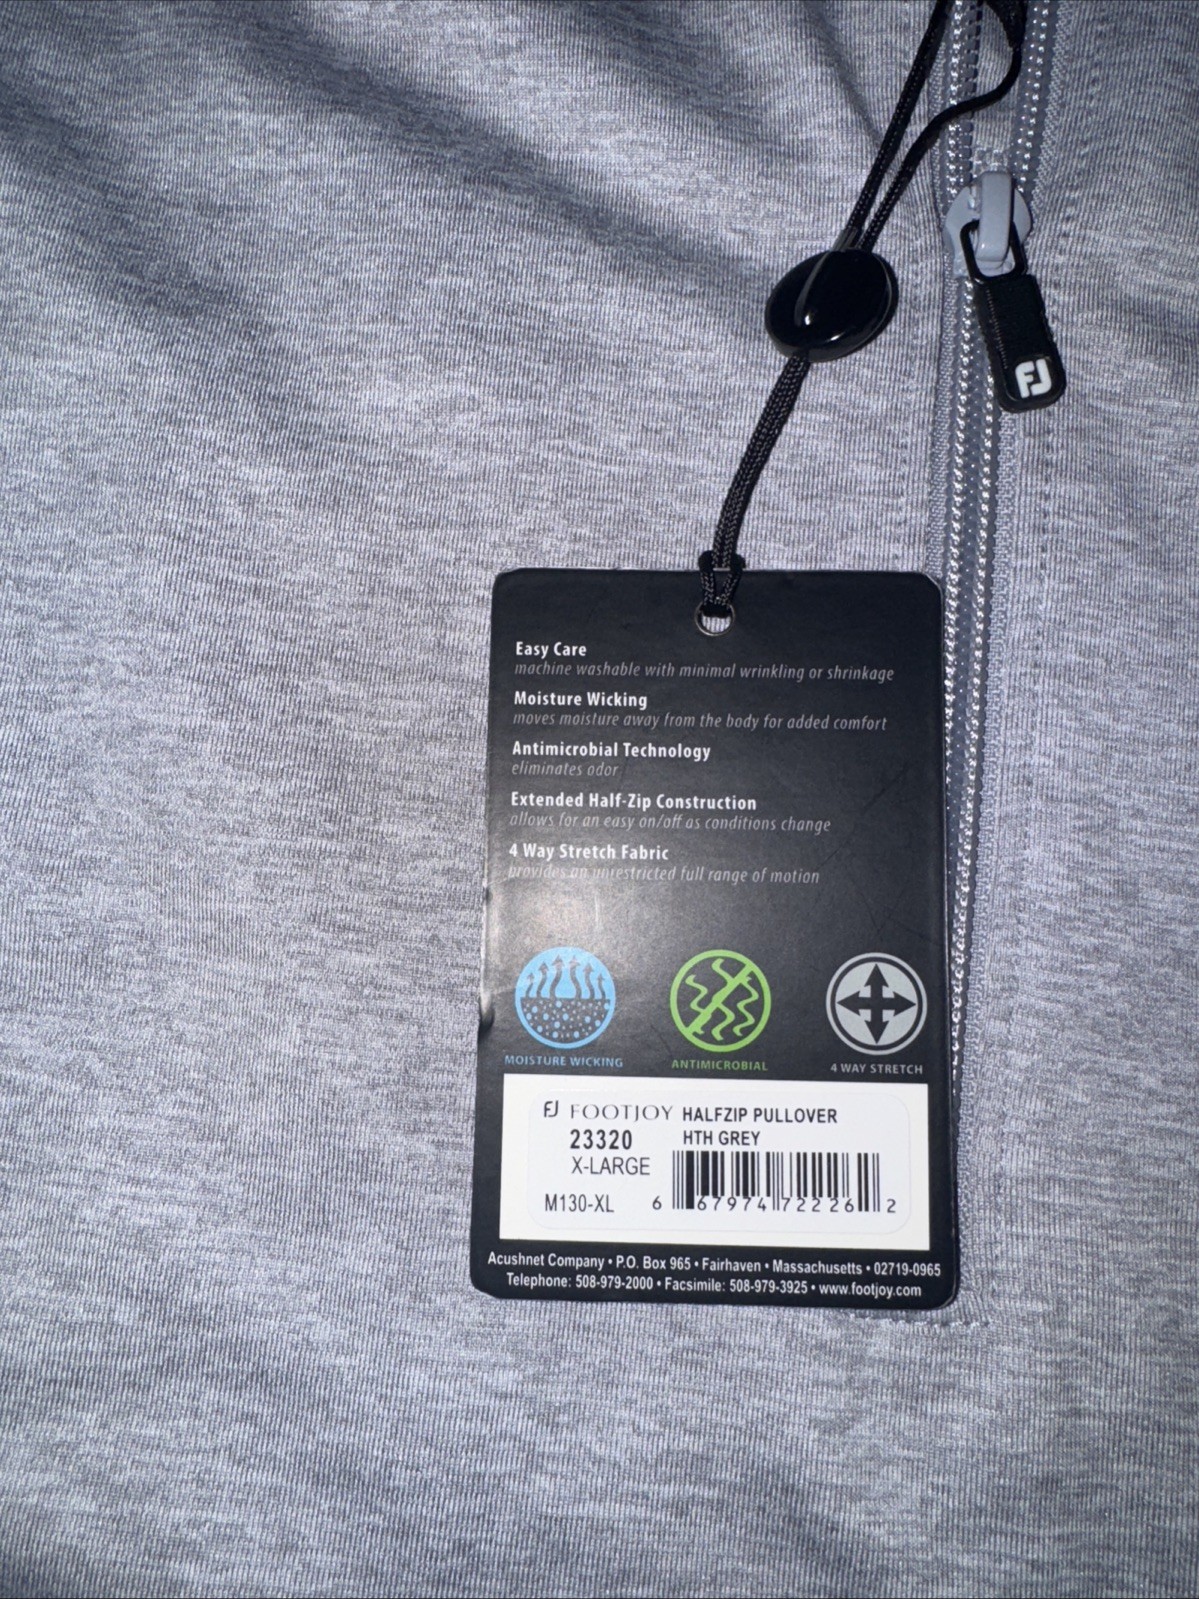 FJ
Easy Care
machine washable with minimal wrinkling or shrinkage
Moisture Wicking
moves moisture away from the body for added comfort
Antimicrobial Technology
eliminates odor
Extended Half-Zip Construction
allows for an easy on/off as conditions change
4 Way Stretch Fabric
provides an unrestricted full range of motion
MOISTURE WICKING ANTIMICROBIAL 4 WAY STRETCH
FJ FOOTJOY HALFZIP PULLOVER
23320 HTH GREY
X-LARGE
M130-XL 6 67974 72226 2
Acushnet Company • P.O. Box 965 • Fairhaven • Massachusetts • 02719-0965
Telephone: 508-979-2000 • Facsimile: 508-979-3925 • www.footjoy.com